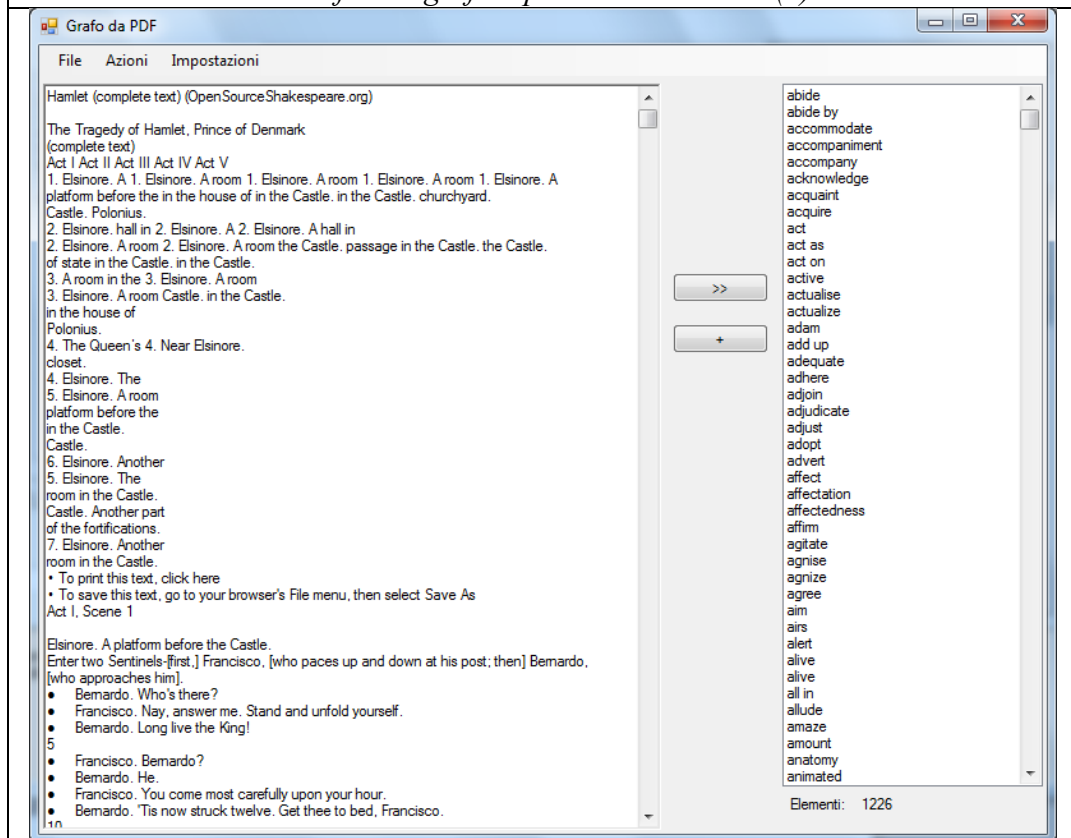 Grafo da PDF
File Azioni Impostazioni
Hamlet (complete text) (OpenSourceShakespeare.org)
The Tragedy of Hamlet, Prince of Denmark
(complete text)
Act I Act II Act III Act IV Act V
1. Elsinore. A 1. Elsinore. A room 1. Elsinore. A room 1. Elsinore. A room 1. Elsinore. A
platform before the in the house of in the Castle. in the Castle. churchyard.
Castle. Polonius.
2. Elsinore. hall in 2. Elsinore. A 2. Elsinore. A hall in
2. Elsinore. A room 2. Elsinore. A room the Castle. passage in the Castle. the Castle.
of state in the Castle. in the Castle.
3. A room in the 3. Elsinore. A room
3. Elsinore. A room Castle. in the Castle.
in the house of
Polonius.
4. The Queen's 4. Near Elsinore.
closet.
4. Elsinore. The
5. Elsinore. A room
platform before the
in the Castle.
Castle.
6. Elsinore. Another
5. Elsinore. The
room in the Castle.
Castle. Another part
of the fortifications.
7. Elsinore. Another
room in the Castle.
• To print this text, click here
• To save this text, go to your browser's File menu, then select Save As
Act I, Scene 1
Elsinore. A platform before the Castle.
Enter two Sentinels-[first,] Francisco, [who paces up and down at his post; then] Bernardo,
[who approaches him].
● Bernardo. Who's there?
● Francisco. Nay, answer me. Stand and unfold yourself.
● Bernardo. Long live the King!
5
● Francisco. Bernardo?
● Bernardo. He.
● Francisco. You come most carefully upon your hour.
● Bernardo. 'Tis now struck twelve. Get thee to bed, Francisco.
10
>>
+
abide
abide by
accommodate
accompaniment
accompany
acknowledge
acquaint
acquire
act
act as
act on
active
actualise
actualize
adam
add up
adequate
adhere
adjoin
adjudicate
adjust
adopt
advert
affect
affectation
affectedness
affirm
agitate
agnise
agnize
agree
aim
airs
alert
alive
alive
all in
allude
amaze
amount
anatomy
animated
Elementi: 1226